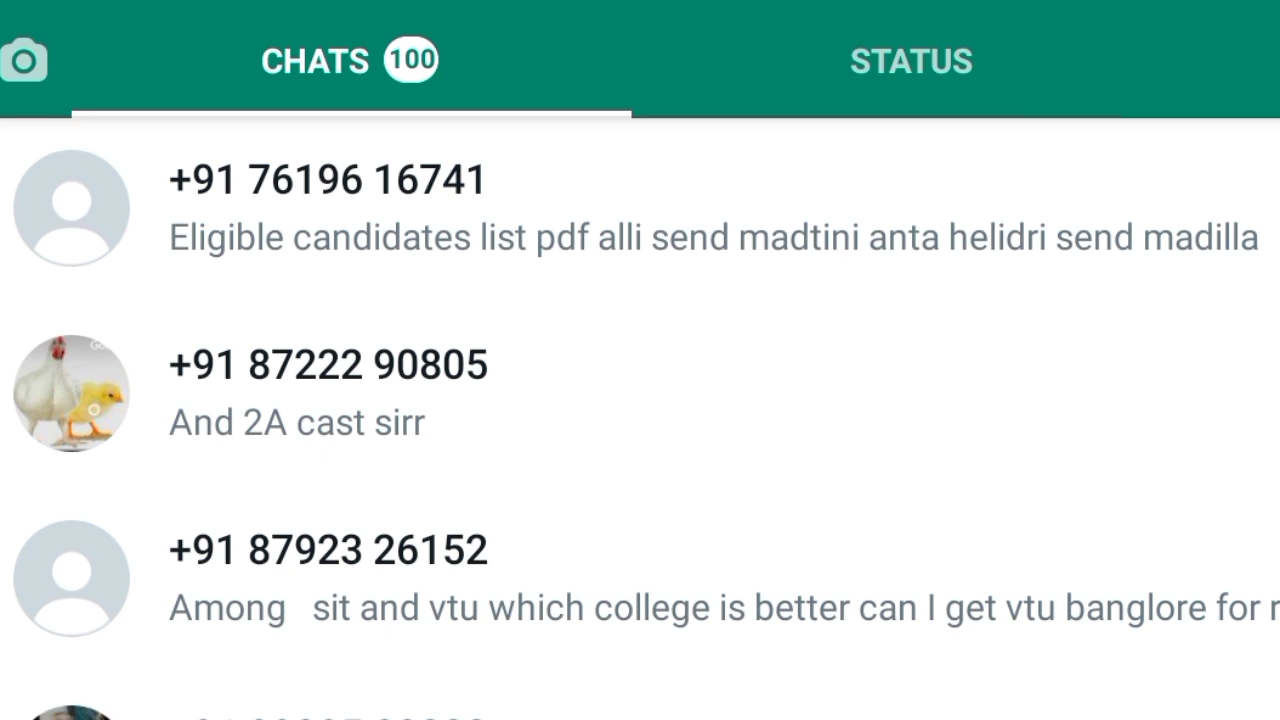 CHATS 100 STATUS
+91 76196 16741
Eligible candidates list pdf alli send madtini anta helidri send madilla
+91 87222 90805
And 2A cast sirr
+91 87923 26152
Among sit and vtu which college is better can I get vtu banglore for